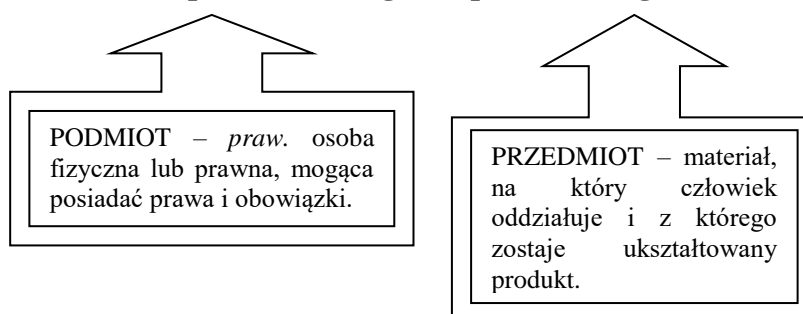 PODMIOT – praw. osoba
fizyczna lub prawna, mogąca
posiadać prawa i obowiązki.
PRZEDMIOT – materiał,
na który człowiek
oddziałuje i z którego
zostaje ukształtowany
produkt.